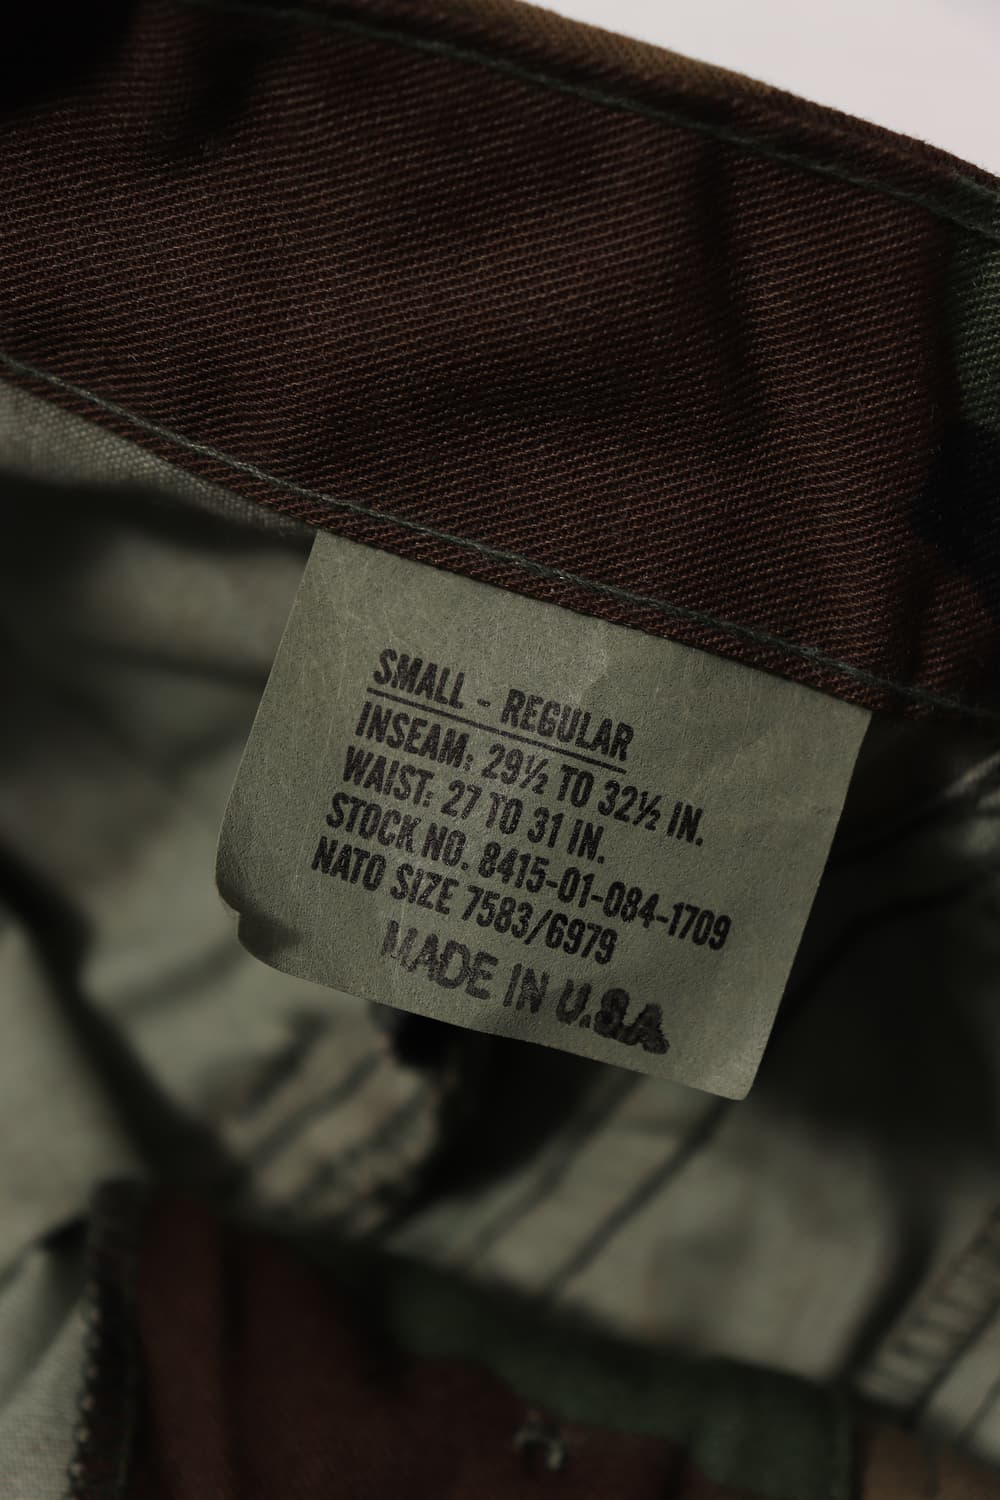 SMALL - REGULAR
INSEAM: 29½ TO 32½ IN.
WAIST: 27 TO 31 IN.
STOCK NO. 8415-01-084-1709
NATO SIZE 7583/6979
MADE IN U.S.A.